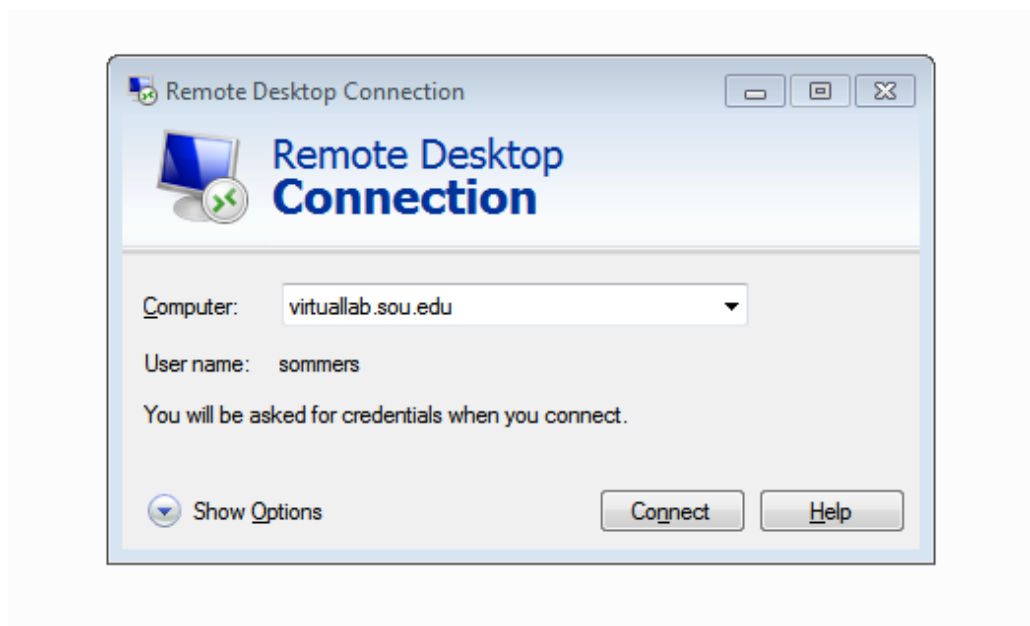 Remote Desktop Connection
Remote Desktop
Connection
Computer: virtuallab.sou.edu
User name: sommers
You will be asked for credentials when you connect.
Show Options Connect Help